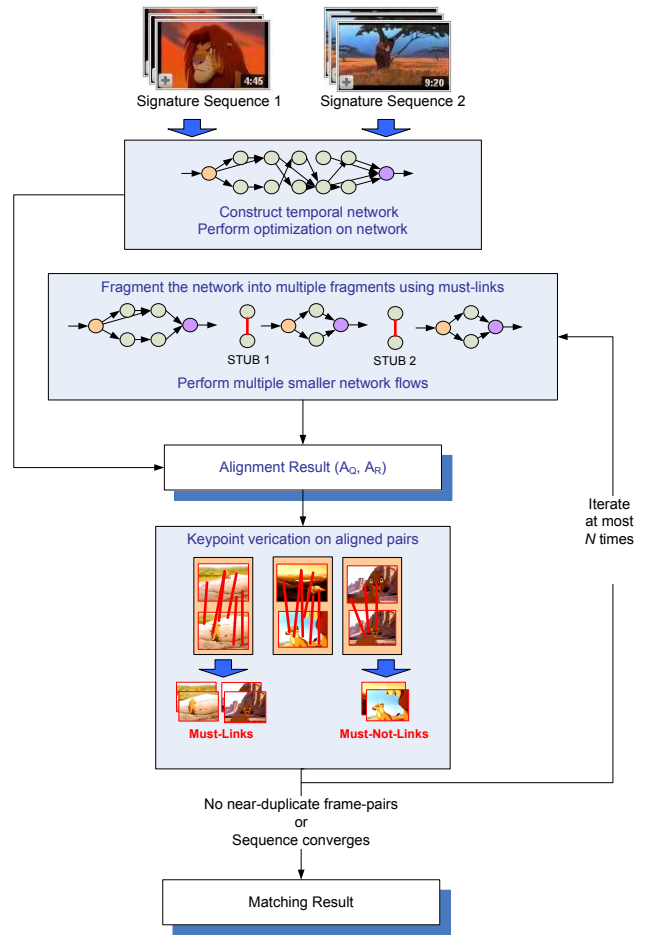 4:45
9:20
Signature Sequence 1
Signature Sequence 2
Construct temporal network
Perform optimization on network
Fragment the network into multiple fragments using must-links
STUB 1
STUB 2
Perform multiple smaller network flows
Alignment Result (A_Q, A_R)
Iterate
at most
N times
Keypoint verication on aligned pairs
Must-Links
Must-Not-Links
No near-duplicate frame-pairs
or
Sequence converges
Matching Result